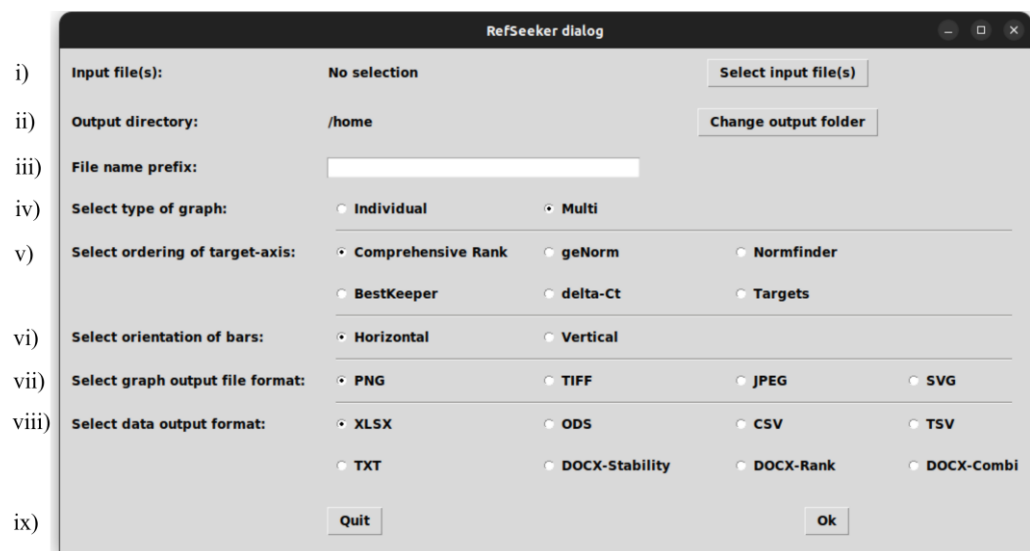 RefSeeker dialog
i) Input file(s): No selection Select input file(s)
ii) Output directory: /home Change output folder
iii) File name prefix:
iv) Select type of graph: Individual Multi
v) Select ordering of target-axis: Comprehensive Rank geNorm Normfinder
BestKeeper delta-Ct Targets
vi) Select orientation of bars: Horizontal Vertical
vii) Select graph output file format: PNG TIFF JPEG SVG
viii) Select data output format: XLSX ODS CSV TSV
TXT DOCX-Stability DOCX-Rank DOCX-Combi
ix) Quit Ok